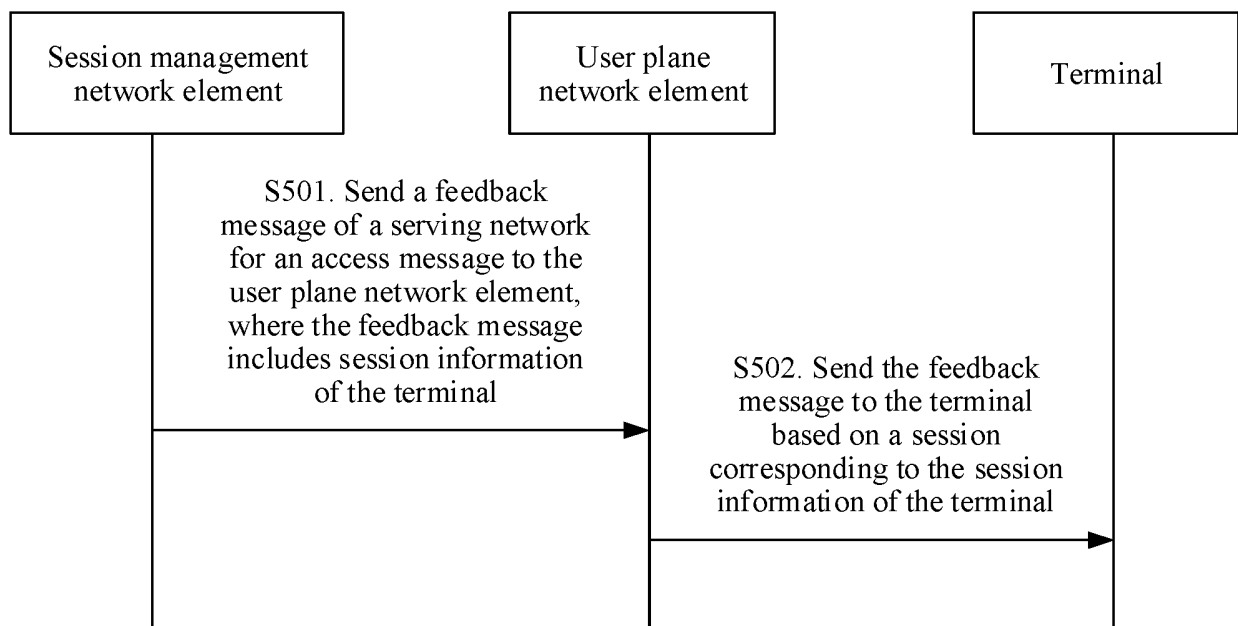 Session management
network element
User plane
network element
Terminal
S501. Send a feedback
message of a serving network
for an access message to the
user plane network element,
where the feedback message
includes session information
of the terminal
S502. Send the feedback
message to the terminal
based on a session
corresponding to the session
information of the terminal